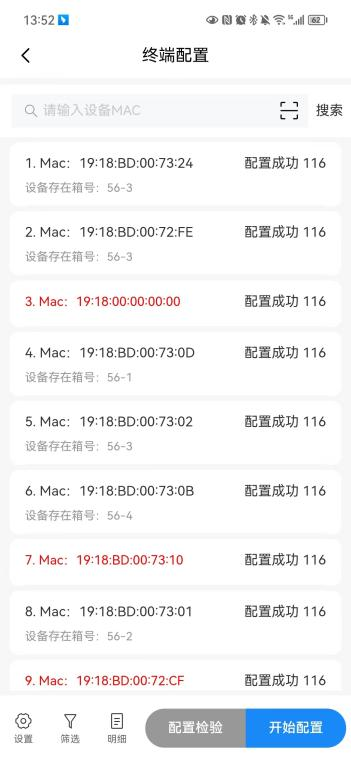 13:52
62
终端配置
请输入设备MAC
搜索
1. Mac: 19:18:BD:00:73:24 配置成功 116
设备存在箱号: 56-3
2. Mac: 19:18:BD:00:72:FE 配置成功 116
设备存在箱号: 56-3
3. Mac: 19:18:00:00:00:00 配置成功 116
4. Mac: 19:18:BD:00:73:0D 配置成功 116
设备存在箱号: 56-1
5. Mac: 19:18:BD:00:73:02 配置成功 116
设备存在箱号: 56-3
6. Mac: 19:18:BD:00:73:0B 配置成功 116
设备存在箱号: 56-4
7. Mac: 19:18:BD:00:73:10 配置成功 116
8. Mac: 19:18:BD:00:73:01 配置成功 116
设备存在箱号: 56-2
9. Mac: 19:18:BD:00:72:CF 配置成功 116
设置 筛选 明细 配置检验 开始配置